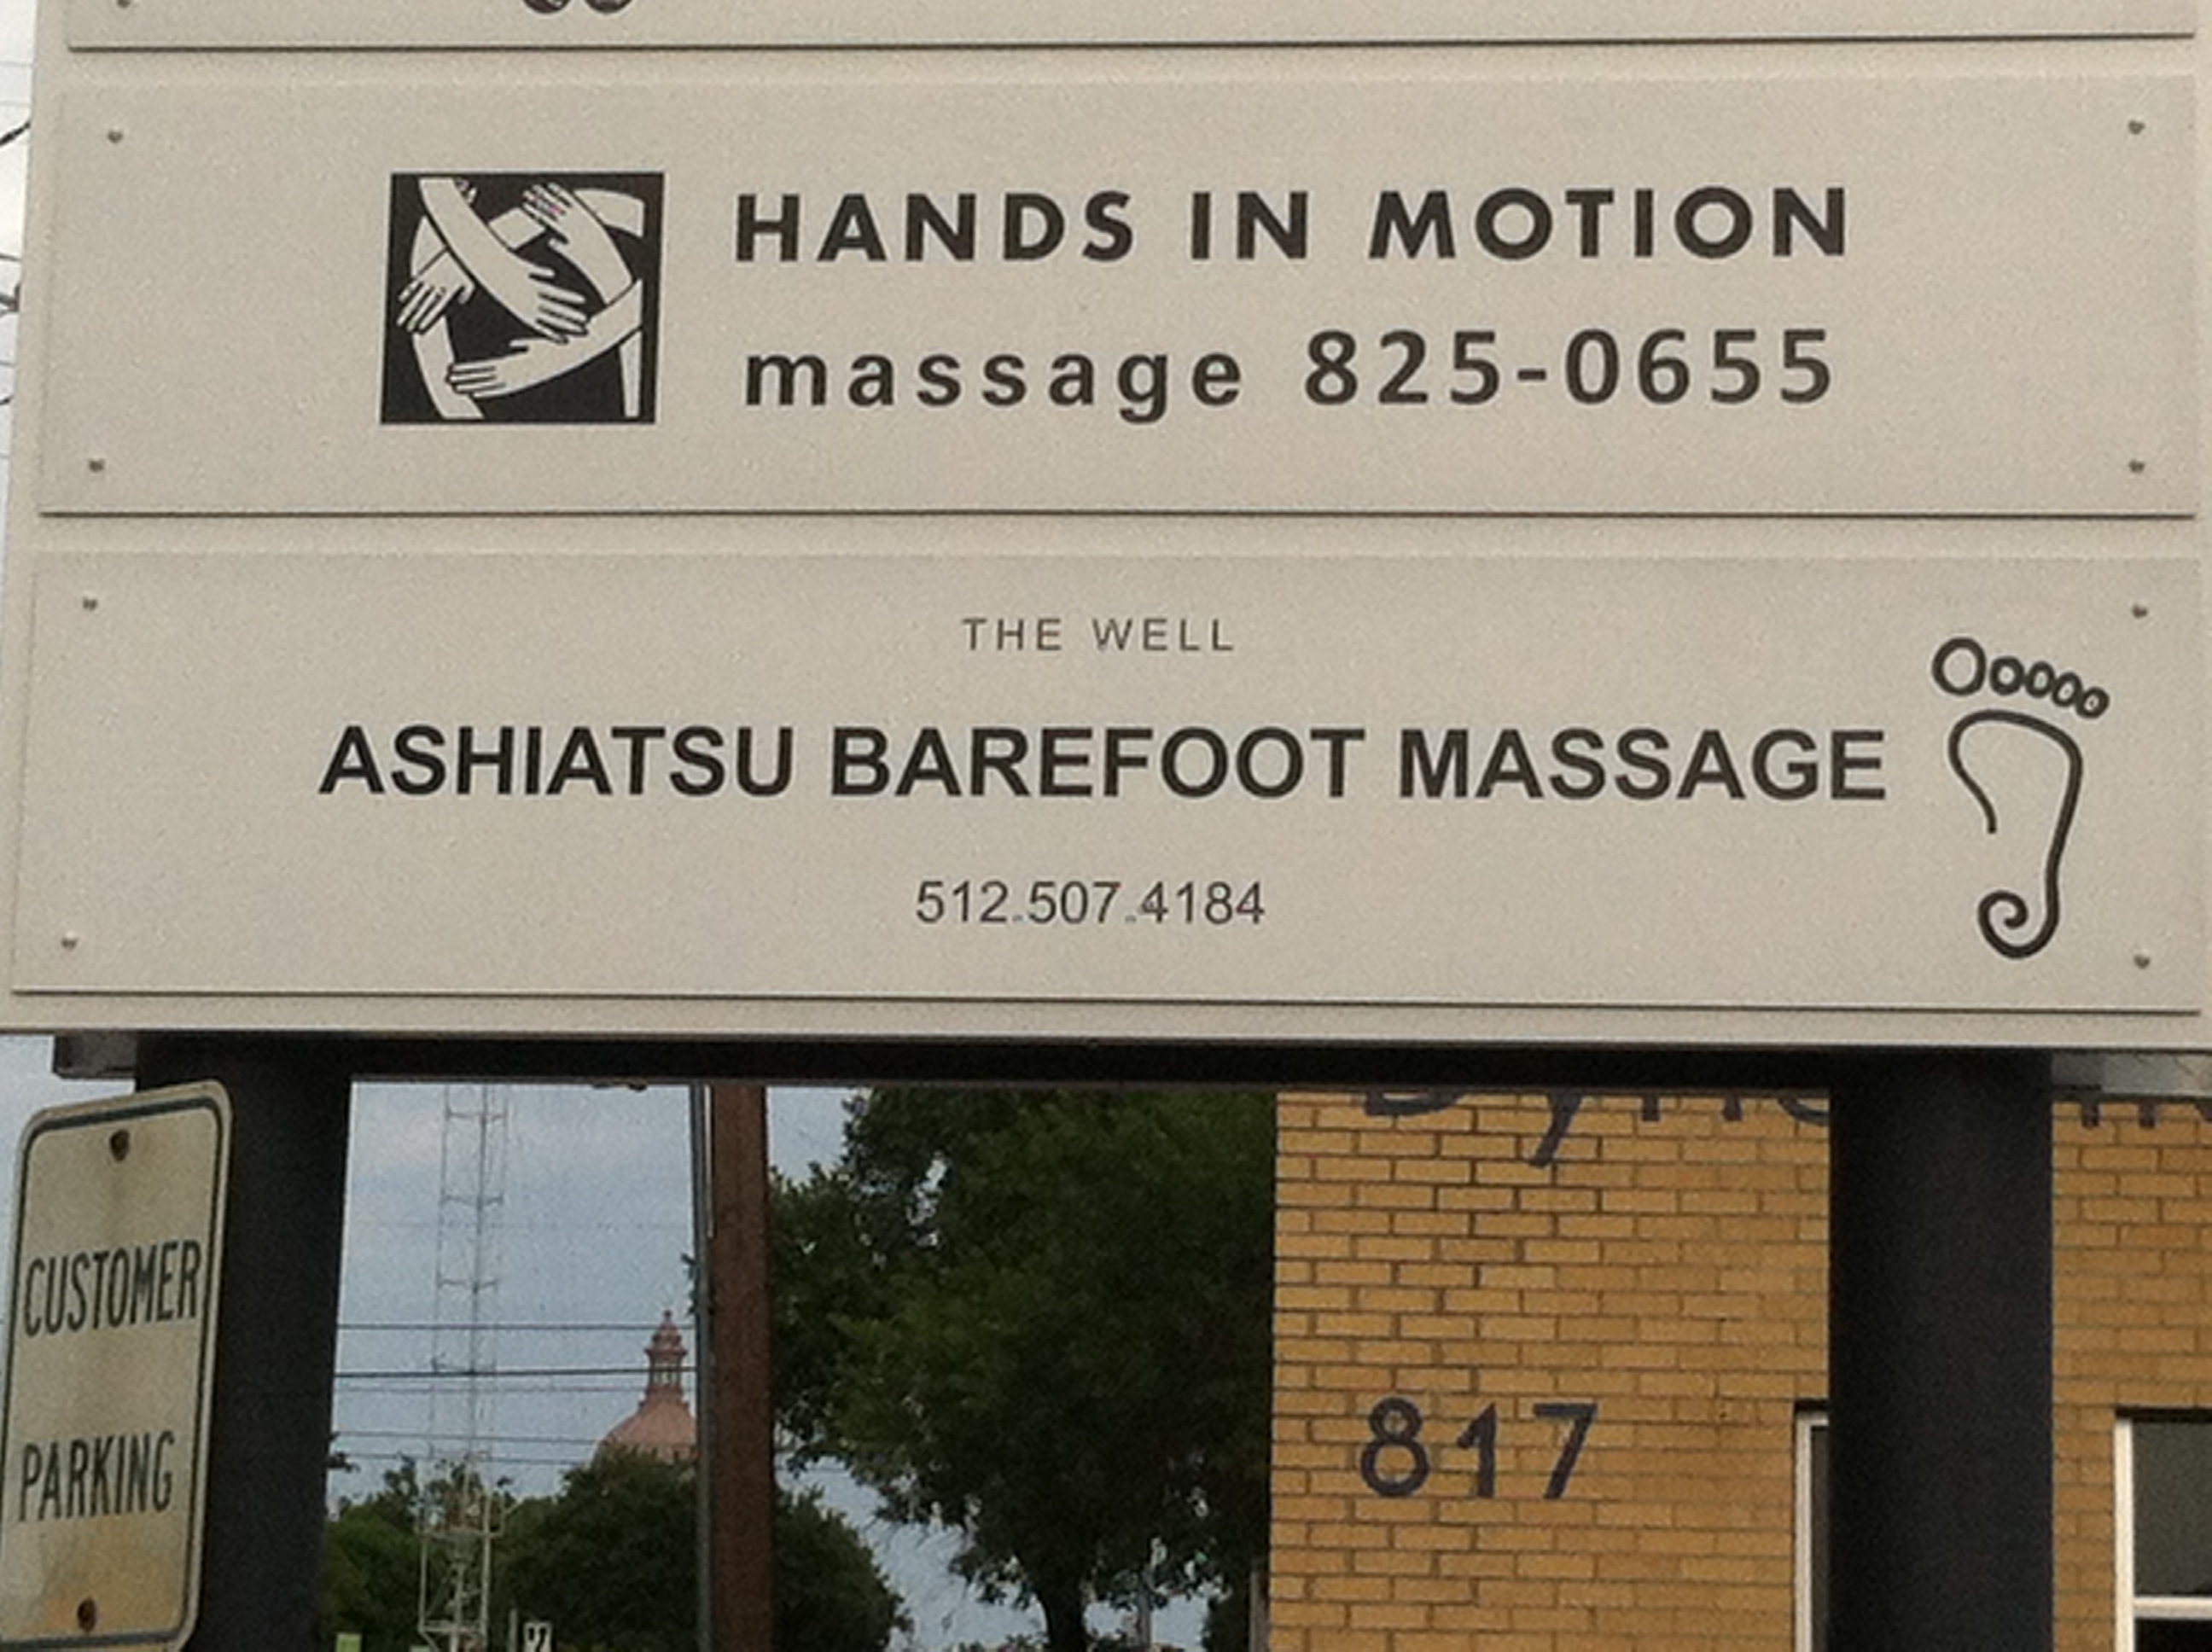 HANDS IN MOTION
massage 825-0655
THE WELL
ASHIATSU BAREFOOT MASSAGE
512.507.4184
CUSTOMER
PARKING
817